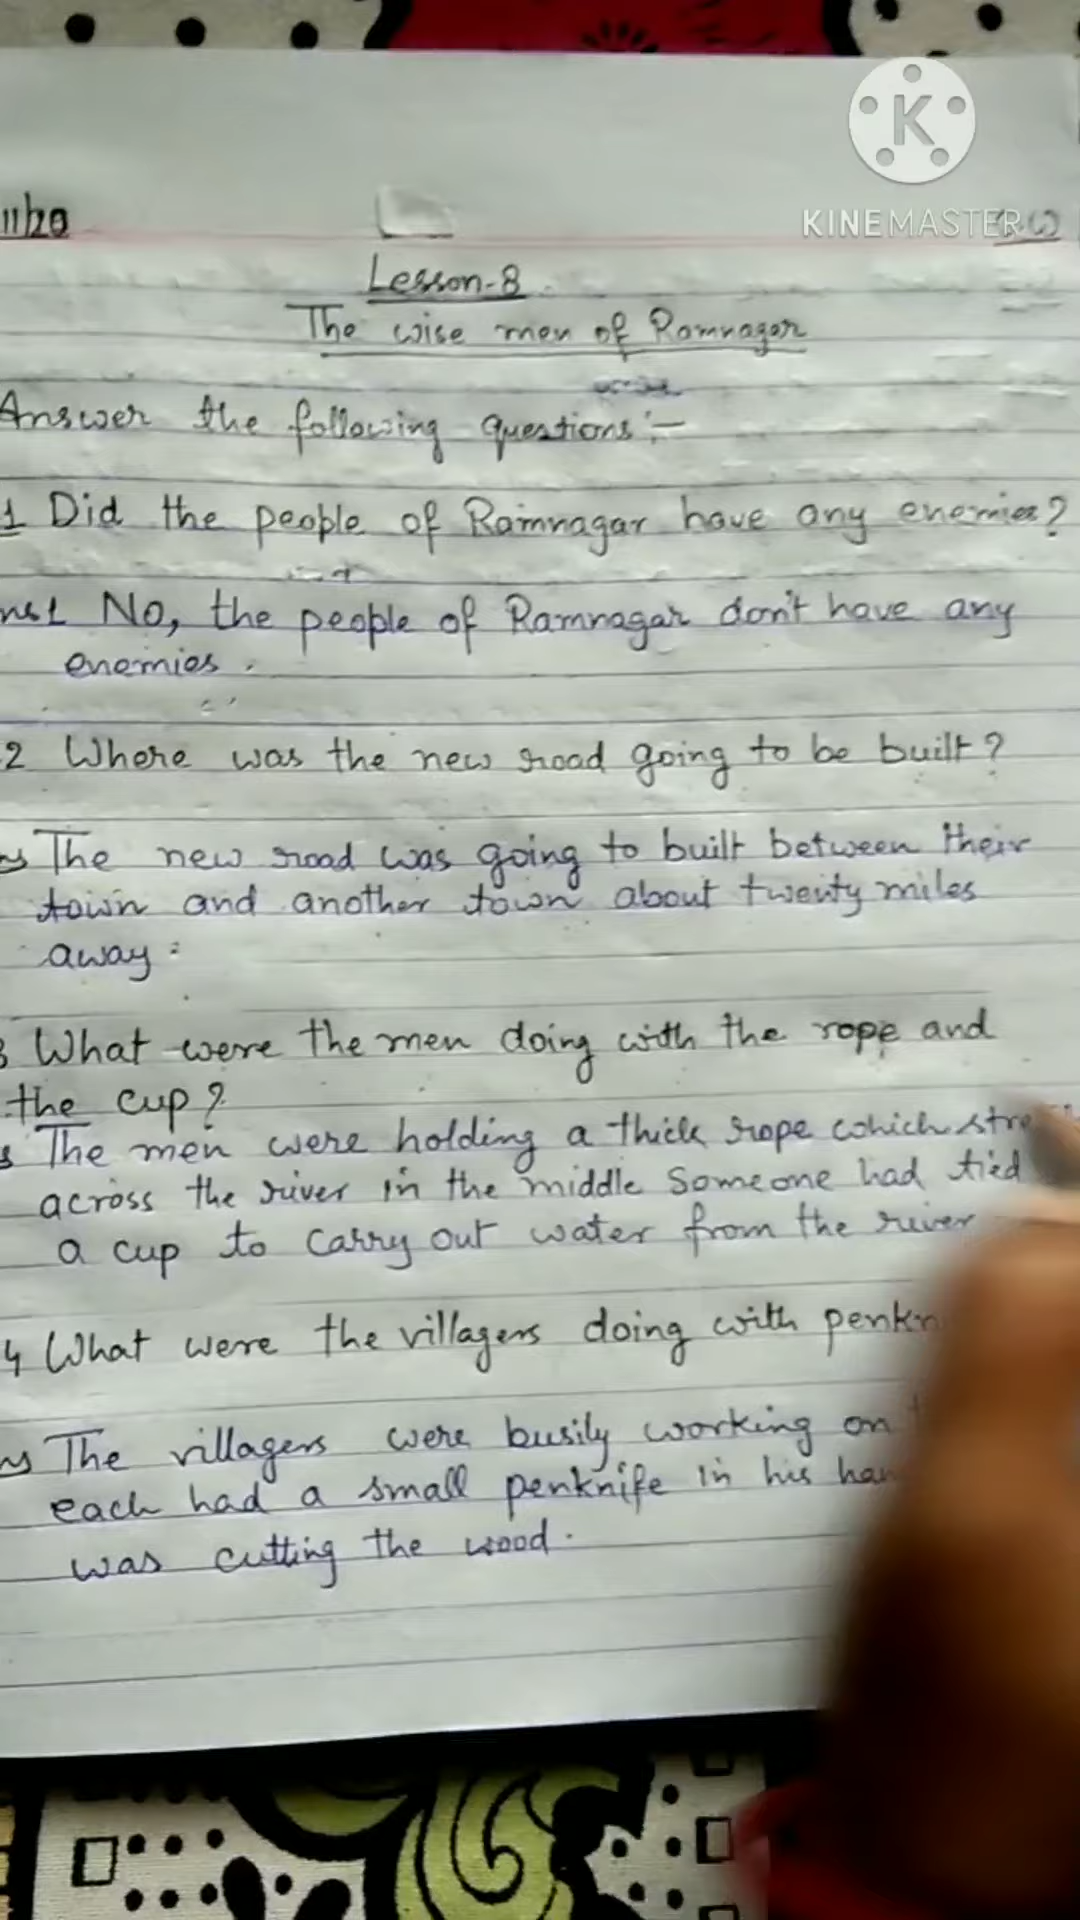 KINEMASTER
11/20
Lesson-8
The wise men of Ramnagar
Answer the following questions:-
1 Did the people of Ramnagar have any enemies?
No, the people of Ramnagar don't have any
enemies.
2 Where was the new road going to be built?
The new road was going to built between their
town and another town about twenty miles
away.
3 What were the men doing with the rope and
the cup?
The men were holding a thick rope which
across the river in the middle someone had tied
a cup to carry out water from the river
4 What were the villagers doing with
The villagers were busily working on
each had a small penknife in his
was cutting the wood.